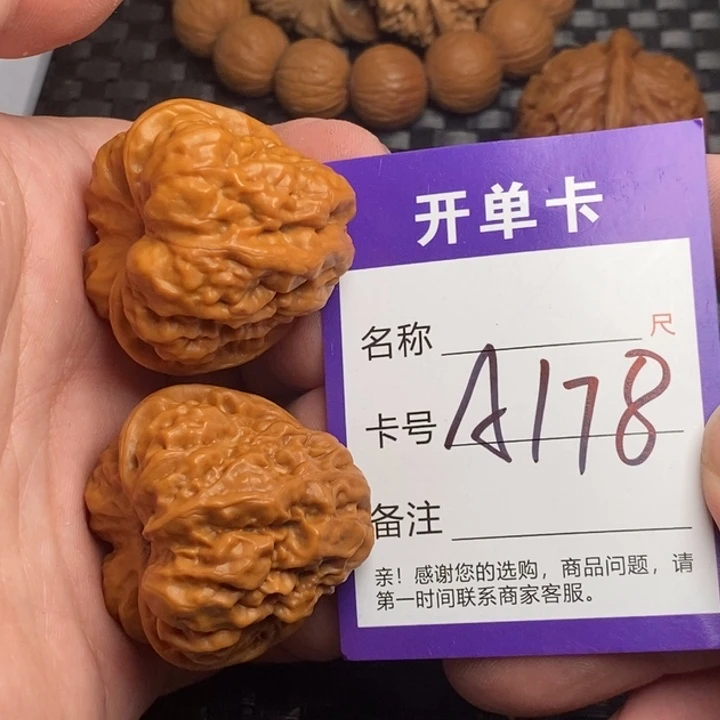 开单卡
名称 尺
卡号 A178
备注
亲！感谢您的选购，商品问题，请
第一时间联系商家客服。